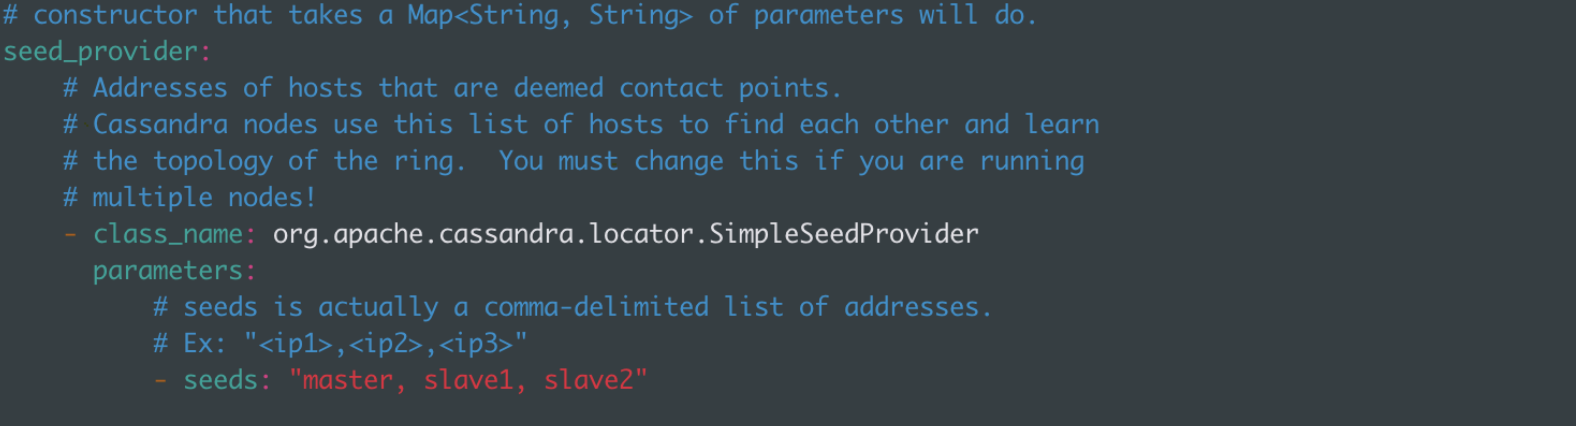 # constructor that takes a Map<String, String> of parameters will do.
seed_provider:
# Addresses of hosts that are deemed contact points.
# Cassandra nodes use this list of hosts to find each other and learn
# the topology of the ring.  You must change this if you are running
# multiple nodes!
- class_name: org.apache.cassandra.locator.SimpleSeedProvider
parameters:
# seeds is actually a comma-delimited list of addresses.
# Ex: "<ip1>,<ip2>,<ip3>"
- seeds: "master, slave1, slave2"